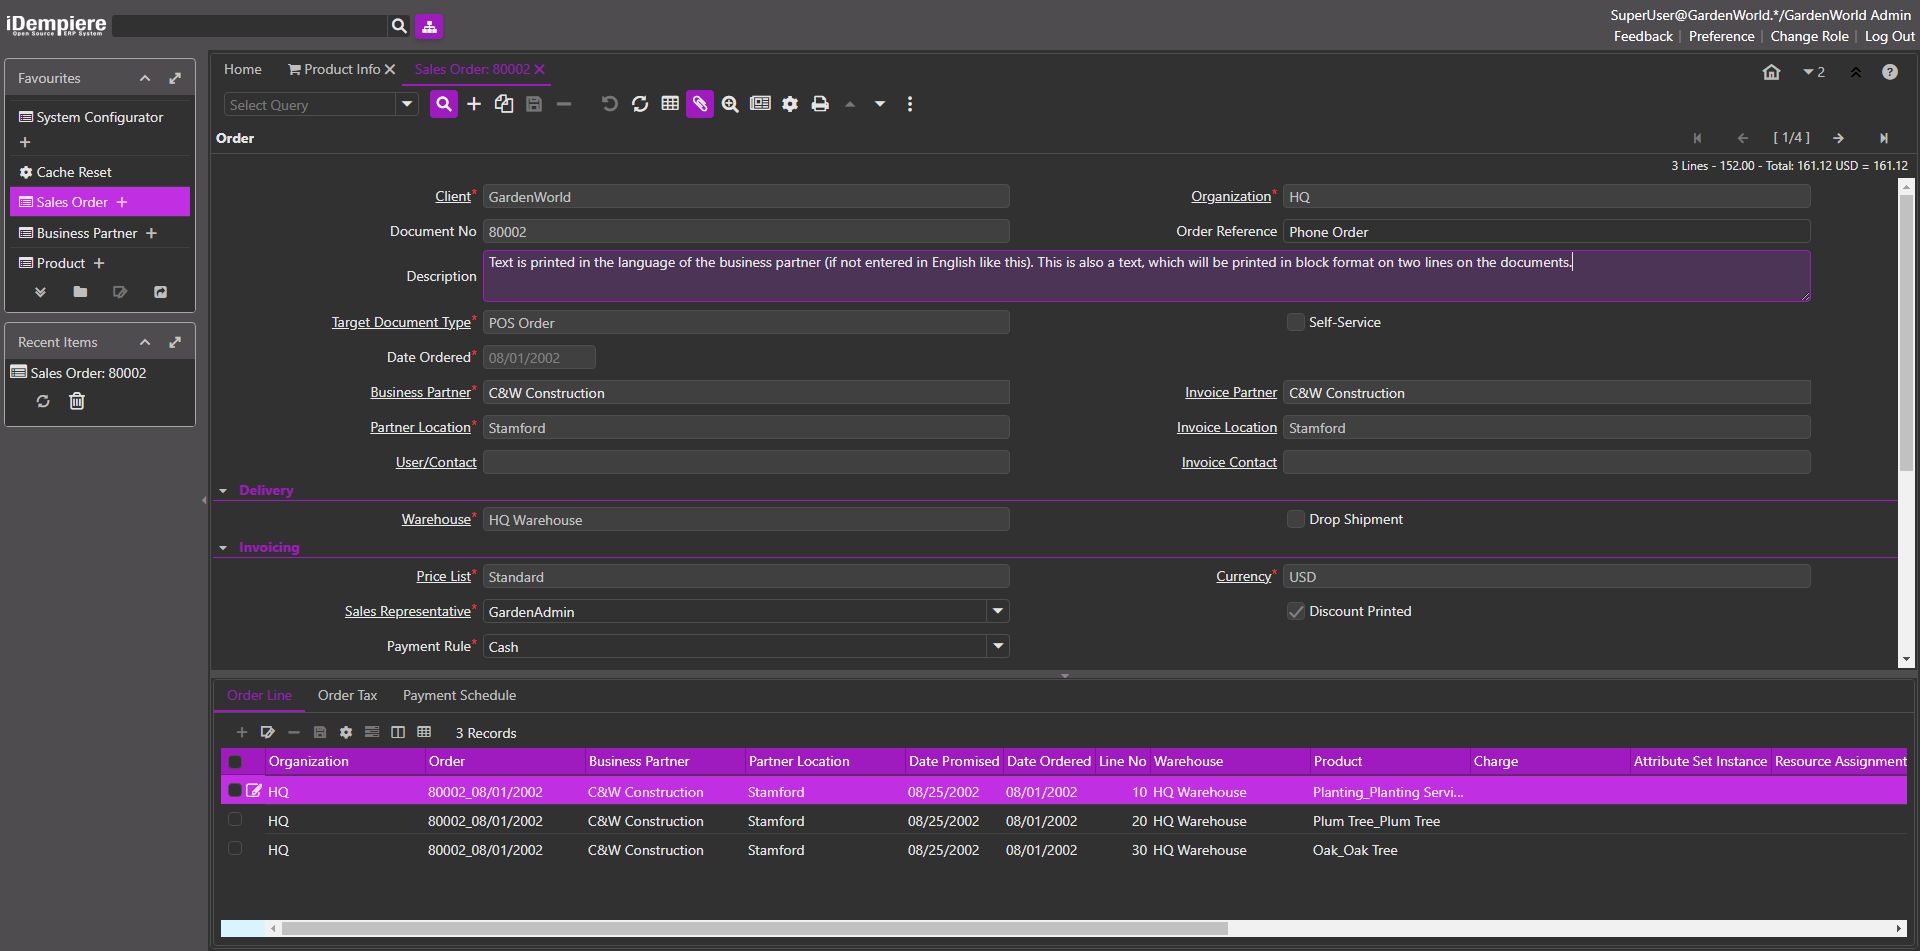 iDempiere
Open Source ERP System
SuperUser@GardenWorld.*/GardenWorld Admin
Feedback | Preference | Change Role | Log Out
Favourites
System Configurator
Cache Reset
Sales Order
Business Partner
Product
Recent Items
Sales Order: 80002
Home Product Info Sales Order: 80002
2
Select Query
Order
[ 1/4 ]
3 Lines - 152.00 - Total: 161.12 USD = 161.12
Client* GardenWorld Organization* HQ
Document No 80002 Order Reference Phone Order
Description Text is printed in the language of the business partner (if not entered in English like this). This is also a text, which will be printed in block format on two lines on the documents.
Target Document Type* POS Order Self-Service
Date Ordered* 08/01/2002
Business Partner* C&W Construction Invoice Partner C&W Construction
Partner Location* Stamford Invoice Location Stamford
User/Contact Invoice Contact
Delivery
Warehouse* HQ Warehouse Drop Shipment
Invoicing
Price List* Standard Currency* USD
Sales Representative* GardenAdmin Discount Printed
Payment Rule* Cash
Order Line Order Tax Payment Schedule
3 Records
Organization Order Business Partner Partner Location Date Promised Date Ordered Line No Warehouse Product Charge Attribute Set Instance Resource Assignment
HQ 80002_08/01/2002 C&W Construction Stamford 08/25/2002 08/01/2002 10 HQ Warehouse Planting_Planting Servi...
HQ 80002_08/01/2002 C&W Construction Stamford 08/25/2002 08/01/2002 20 HQ Warehouse Plum Tree_Plum Tree
HQ 80002_08/01/2002 C&W Construction Stamford 08/25/2002 08/01/2002 30 HQ Warehouse Oak_Oak Tree